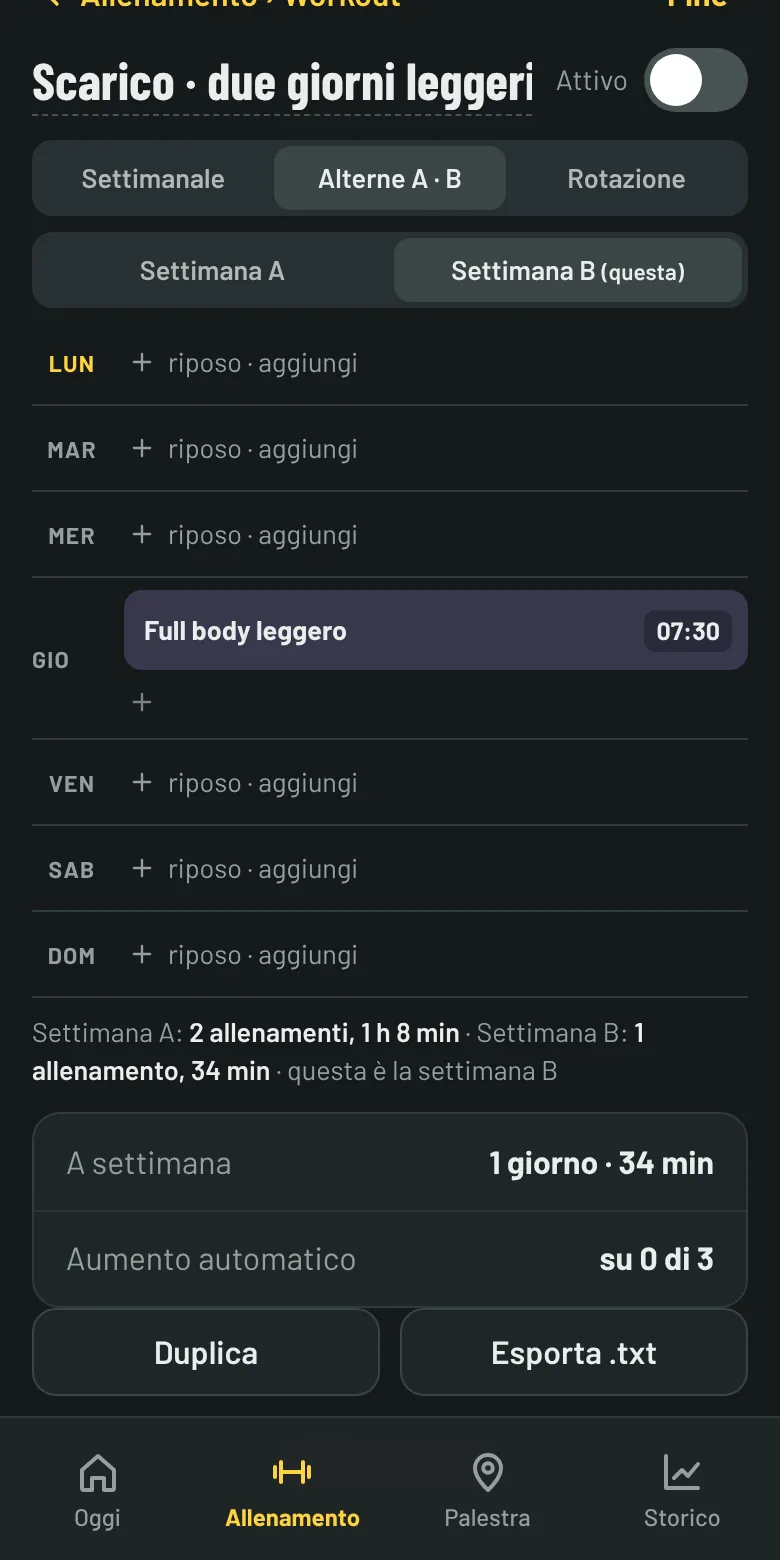 Allenamento › Workout Fine
Scarico · due giorni leggeri Attivo
Settimanale Alterne A · B Rotazione
Settimana A Settimana B (questa)
LUN + riposo · aggiungi
MAR + riposo · aggiungi
MER + riposo · aggiungi
GIO Full body leggero 07:30
+
VEN + riposo · aggiungi
SAB + riposo · aggiungi
DOM + riposo · aggiungi
Settimana A: 2 allenamenti, 1 h 8 min · Settimana B: 1
allenamento, 34 min · questa è la settimana B
A settimana 1 giorno · 34 min
Aumento automatico su 0 di 3
Duplica Esporta .txt
Oggi Allenamento Palestra Storico